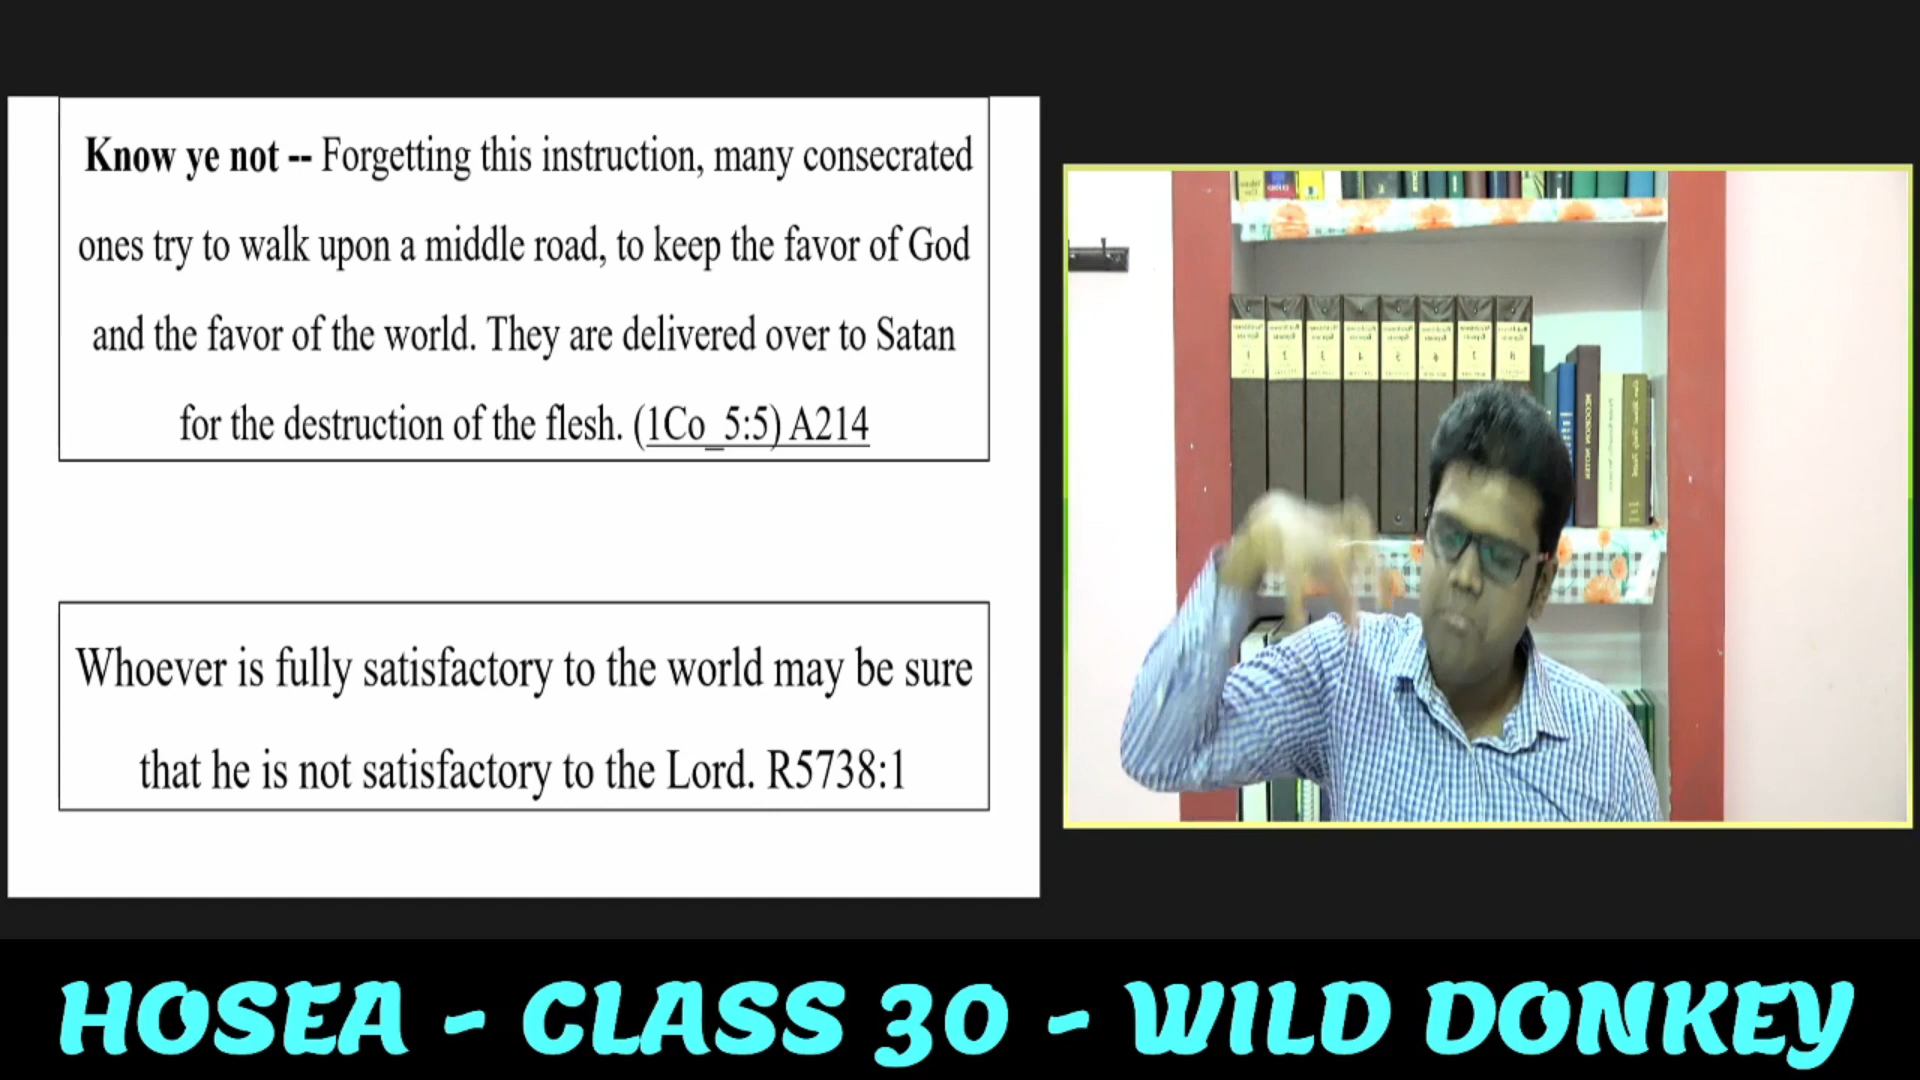 Know ye not -- Forgetting this instruction, many consecrated
ones try to walk upon a middle road, to keep the favor of God
and the favor of the world. They are delivered over to Satan
for the destruction of the flesh. (1Co_5:5) A214
Whoever is fully satisfactory to the world may be sure
that he is not satisfactory to the Lord. R5738:1
HOSEA - CLASS 30 - WILD DONKEY